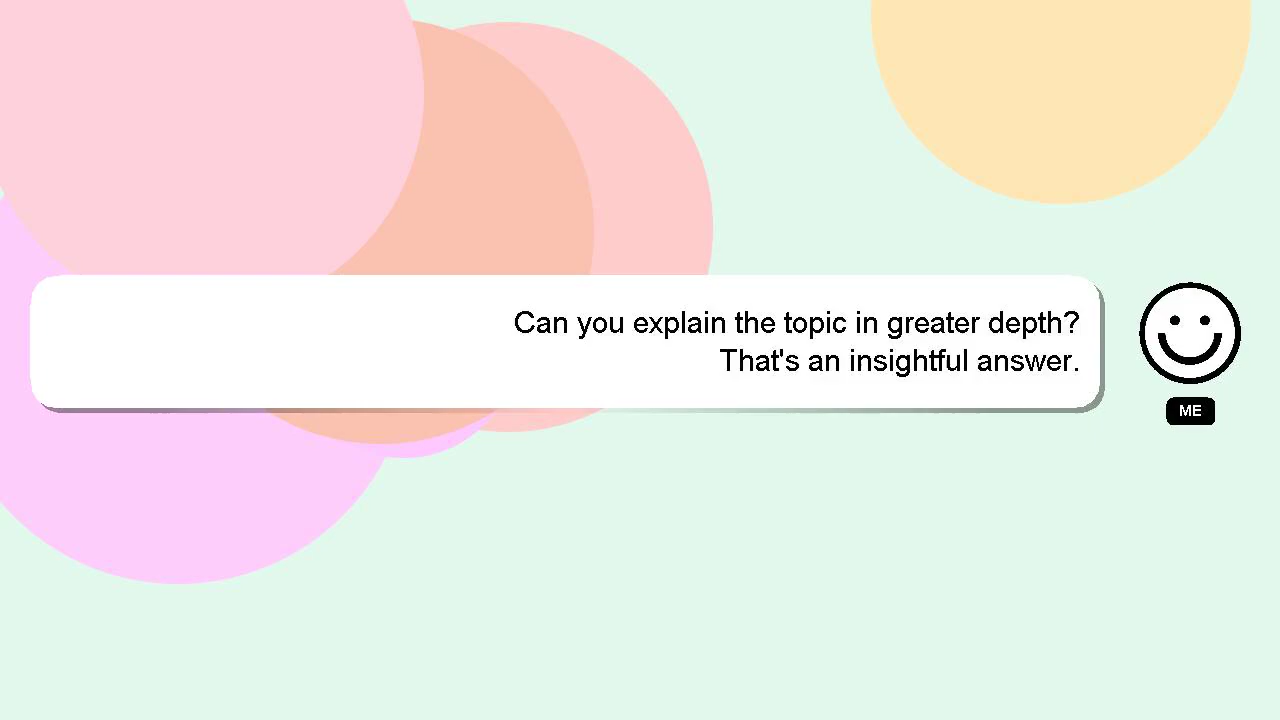 Can you explain the topic in greater depth?
That's an insightful answer.
ME